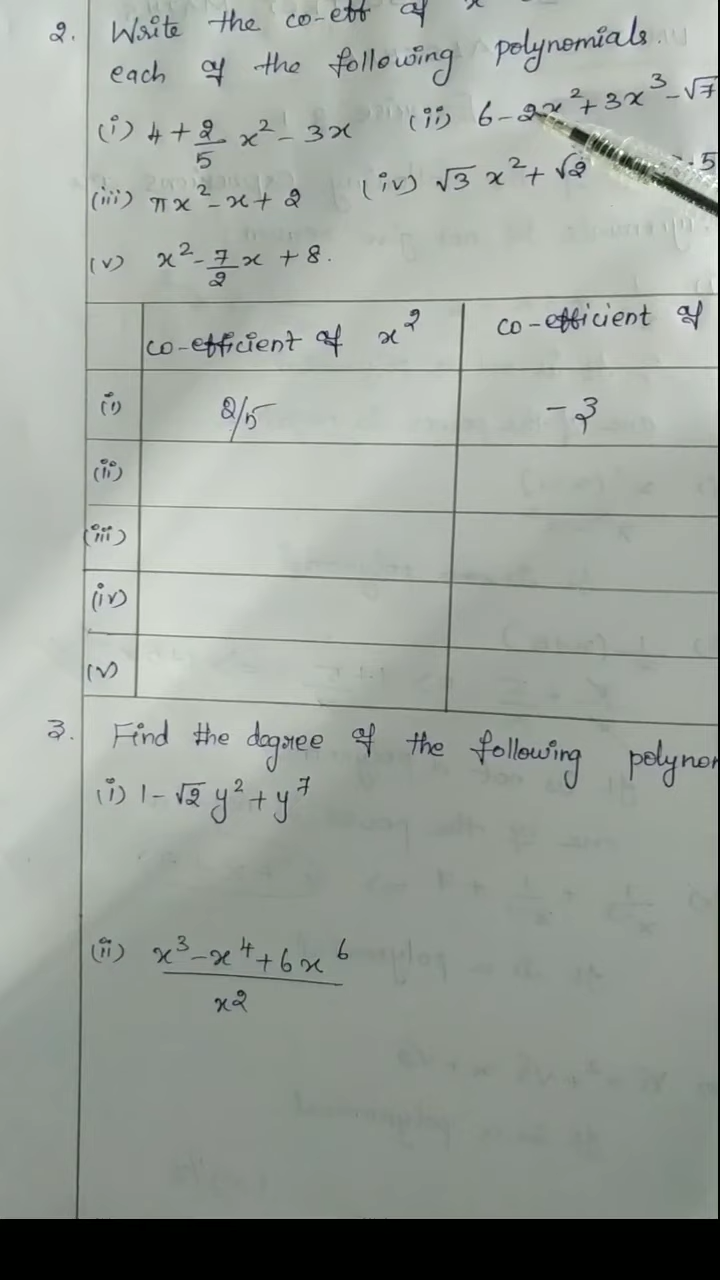 2. Write the co-eff of x
each of the following polynomials.
(i) 4 + 2/5 x² - 3x (ii) 6 - 2x² + 3x³ - √7
(iii) πx² - x + 2 (iv) √3 x² + √2 - 5
(v) x² - 7/2 x + 8.
co-efficient of x² co-efficient of
(i) 2/5 - 3
(ii)
(iii)
(iv)
(v)
3. Find the degree of the following polynom
(i) 1 - √2 y² + y⁷
(ii) x³ - x⁴ + 6x⁶
x2